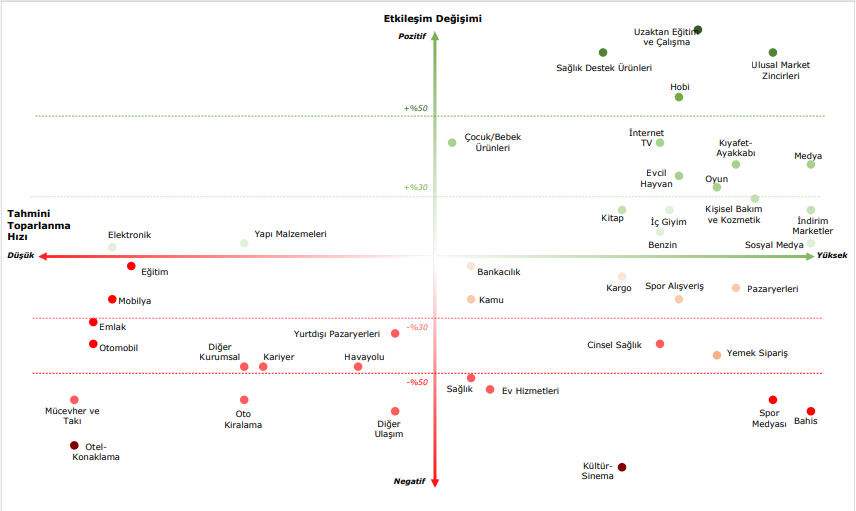 Etkileşim Değişimi
Pozitif
Uzaktan Eğitim
ve Çalışma
Sağlık Destek Ürünleri
Ulusal Market
Zincirleri
Hobi
+%50
Çocuk/Bebek
Ürünleri
İnternet
TV
Kıyafet-
Ayakkabı
Medya
Evcil
Hayvan
Oyun
+%30
Kitap
İç Giyim
Kişisel Bakım
ve Kozmetik
İndirim
Marketler
Tahmini
Toparlanma
Hızı
Elektronik
Yapı Malzemeleri
Benzin
Sosyal Medya
Düşük
Yüksek
Eğitim
Bankacılık
Kargo
Spor Alışveriş
Pazaryerleri
Mobilya
Kamu
Emlak
-%30
Yurtdışı Pazaryerleri
Otomobil
Diğer
Kurumsal
Kariyer
Havayolu
Cinsel Sağlık
Yemek Sipariş
-%50
Sağlık
Ev Hizmetleri
Mücevher ve
Takı
Oto
Kiralama
Diğer
Ulaşım
Spor
Medyası
Bahis
Otel-
Konaklama
Kültür-
Sinema
Negatif